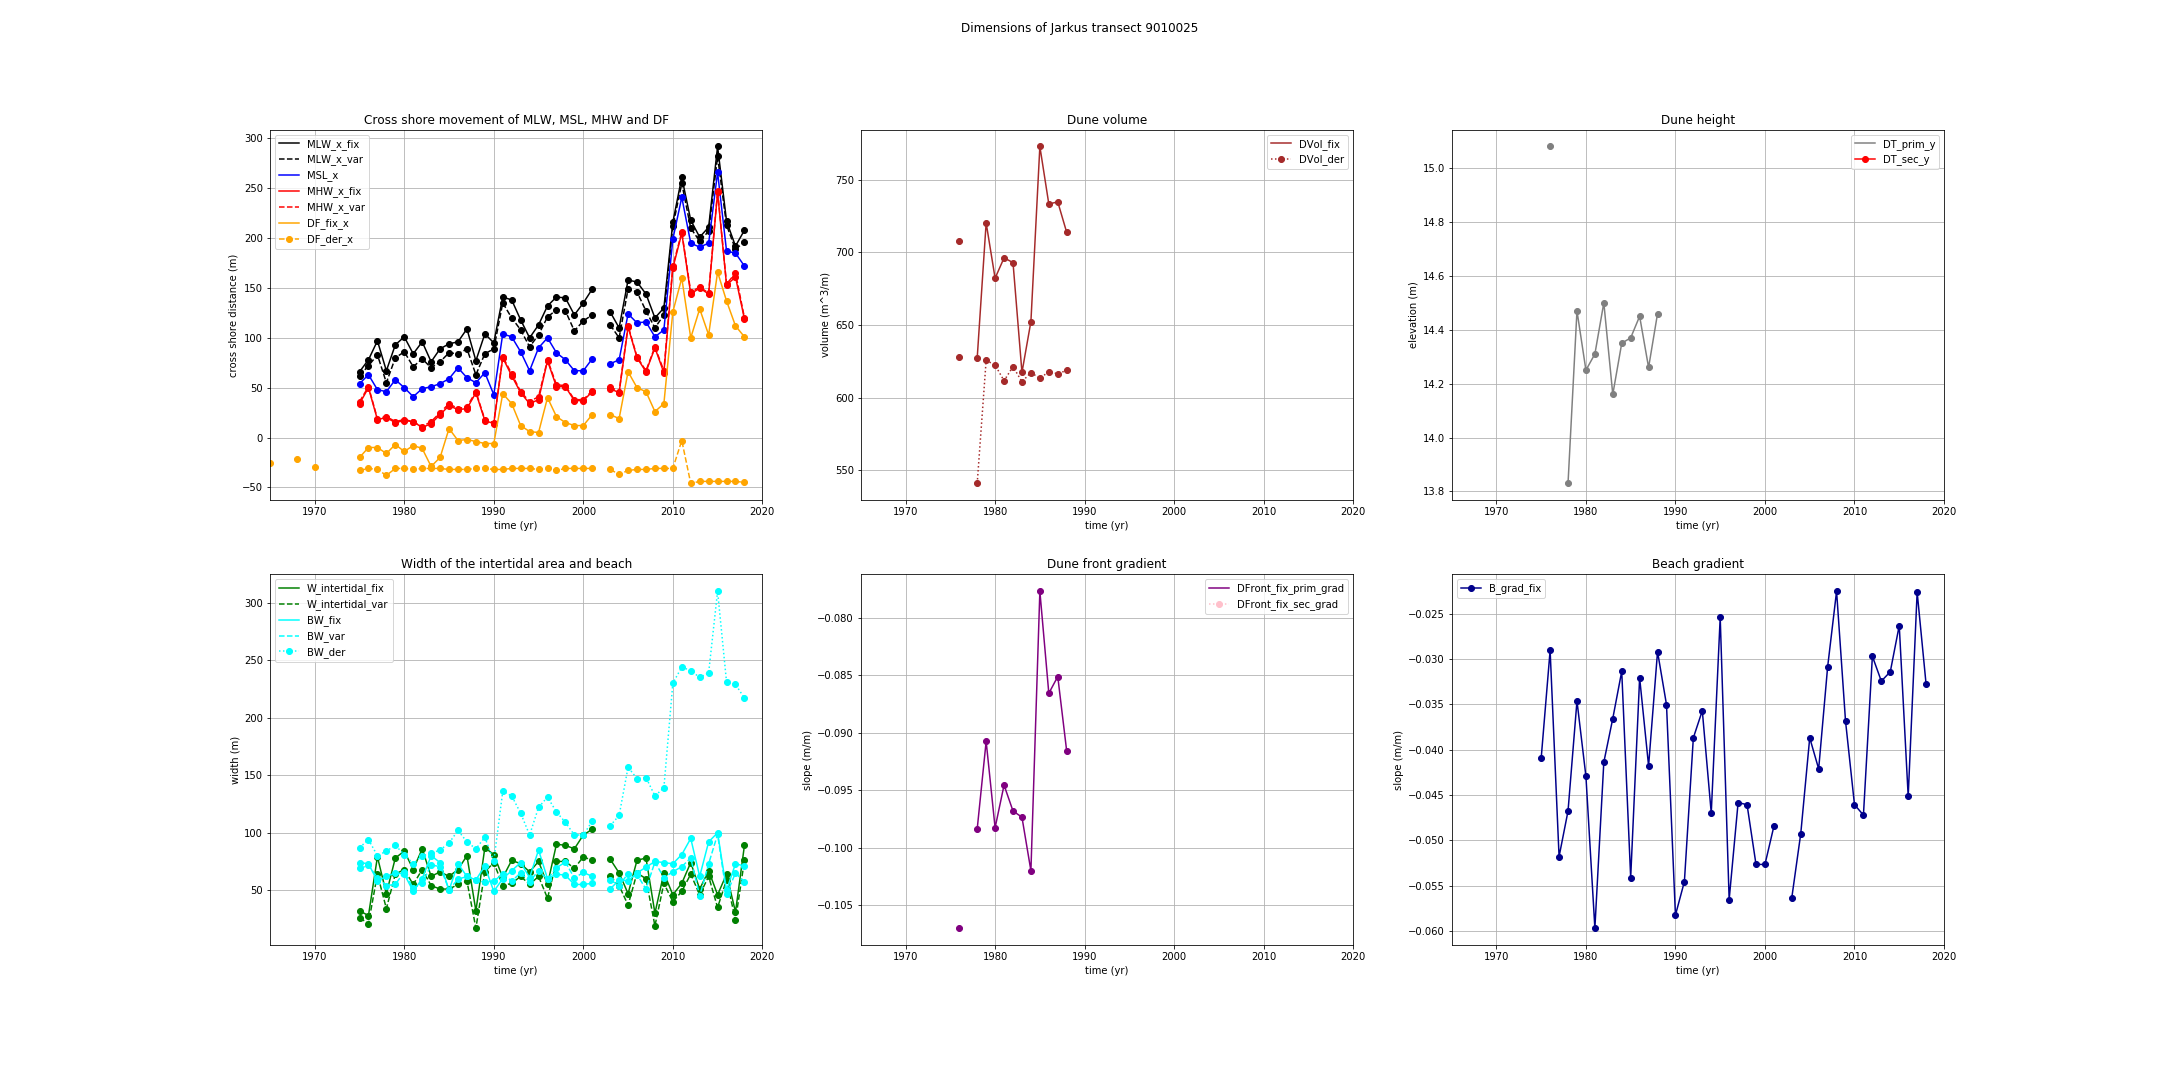 Dimensions of Jarkus transect 9010025
Cross shore movement of MLW, MSL, MHW and DF
300
250
200
150
100
50
0
−50
cross shore distance (m)
MLW_x_fix
MLW_x_var
MSL_x
MHW_x_fix
MHW_x_var
DF_fix_x
DF_der_x
1970 1980 1990 2000 2010 2020
time (yr)
Dune volume
750
700
650
600
550
volume (m^3/m)
DVol_fix
DVol_der
1970 1980 1990 2000 2010 2020
time (yr)
Dune height
15.0
14.8
14.6
14.4
14.2
14.0
13.8
elevation (m)
DT_prim_y
DT_sec_y
1970 1980 1990 2000 2010 2020
time (yr)
Width of the intertidal area and beach
300
250
200
150
100
50
width (m)
W_intertidal_fix
W_intertidal_var
BW_fix
BW_var
BW_der
1970 1980 1990 2000 2010 2020
time (yr)
Dune front gradient
−0.080
−0.085
−0.090
−0.095
−0.100
−0.105
slope (m/m)
DFront_fix_prim_grad
DFront_fix_sec_grad
1970 1980 1990 2000 2010 2020
time (yr)
Beach gradient
−0.025
−0.030
−0.035
−0.040
−0.045
−0.050
−0.055
−0.060
slope (m/m)
B_grad_fix
1970 1980 1990 2000 2010 2020
time (yr)